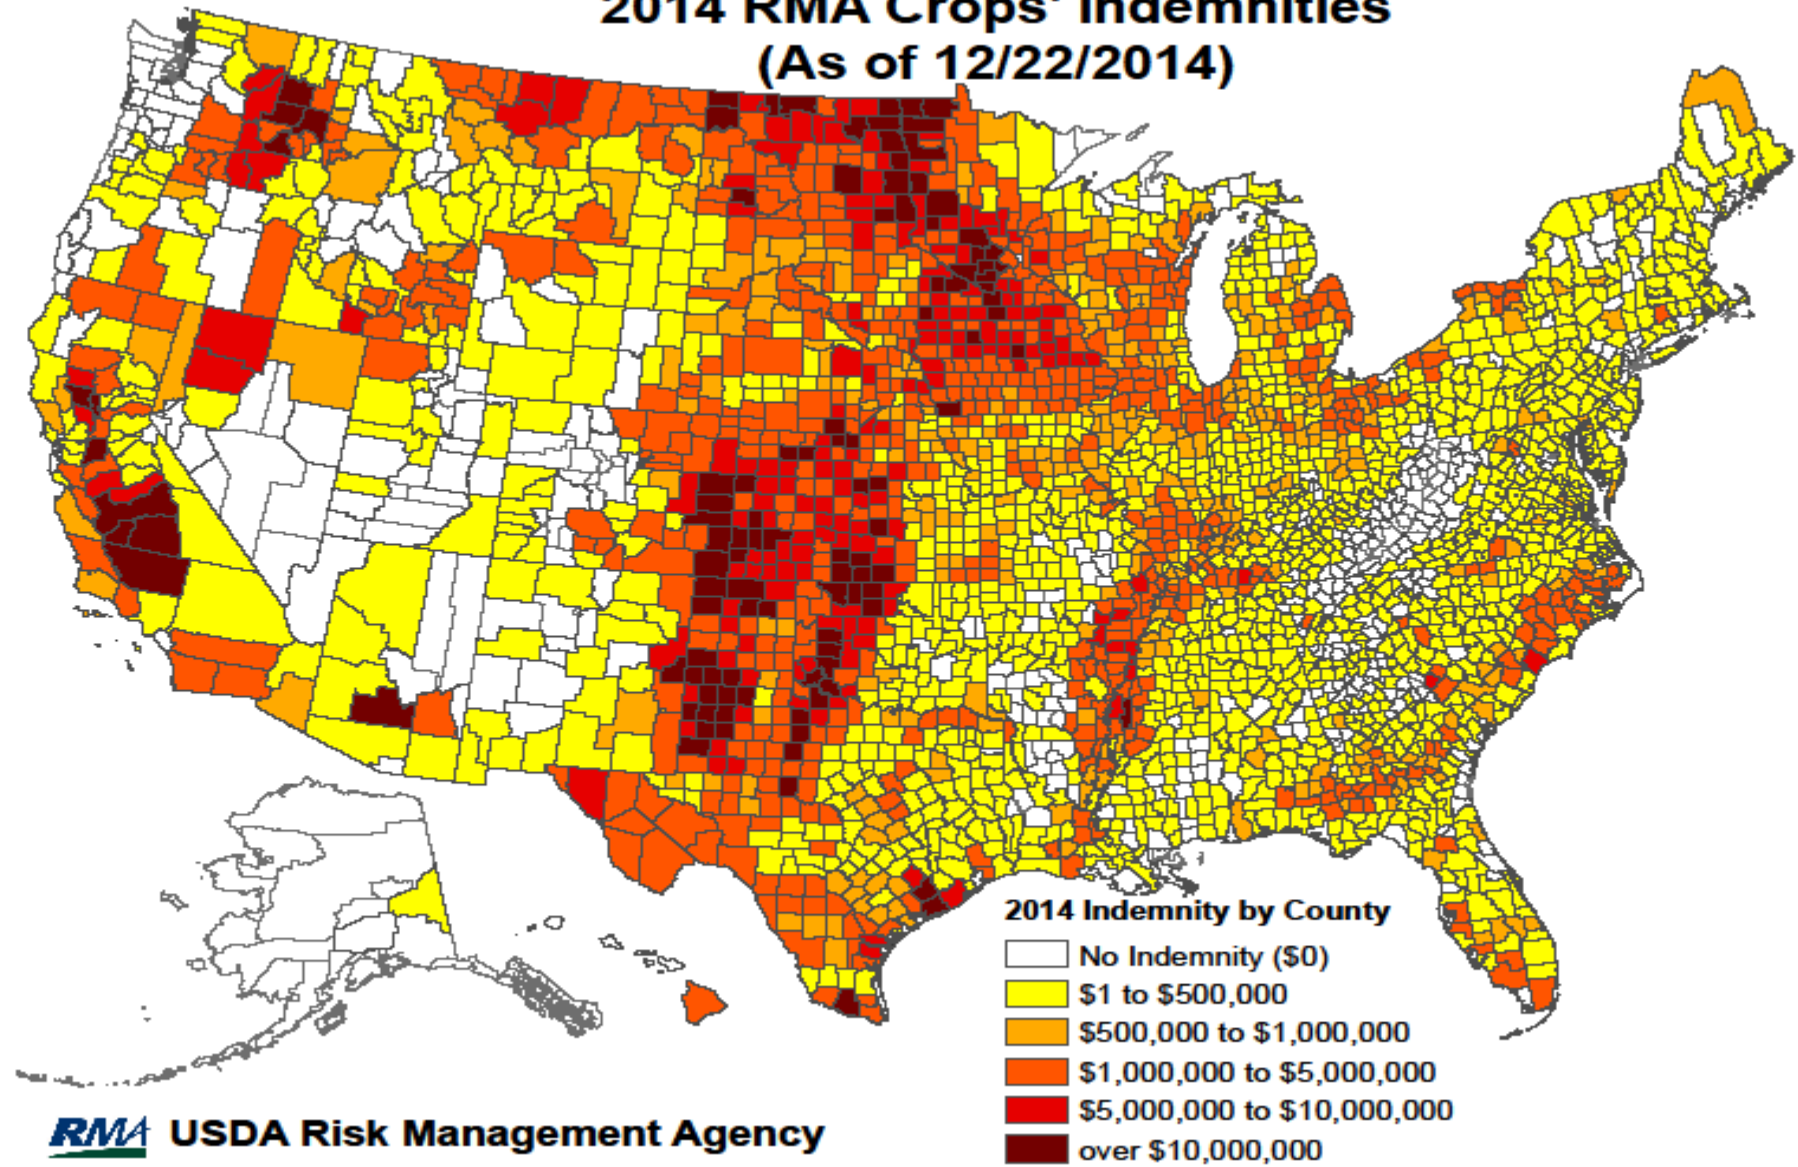 2014 RMA Crops' Indemnities
(As of 12/22/2014)
2014 Indemnity by County
No Indemnity ($0)
$1 to $500,000
$500,000 to $1,000,000
$1,000,000 to $5,000,000
$5,000,000 to $10,000,000
over $10,000,000
RMA USDA Risk Management Agency